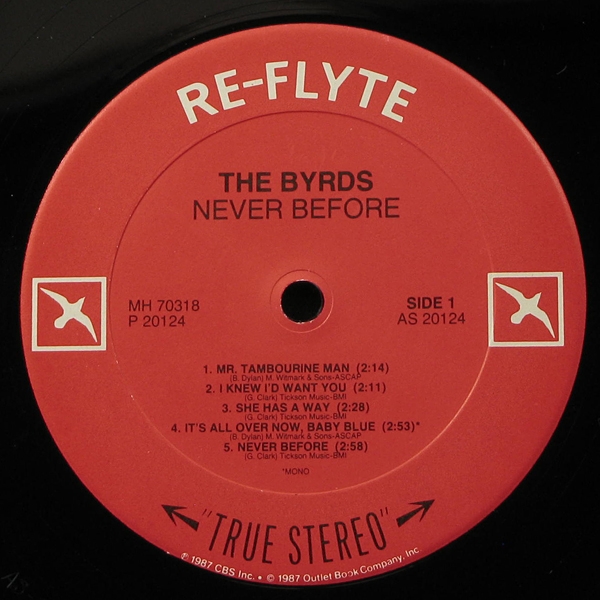 RE-FLYTE
THE BYRDS
NEVER BEFORE
MH 70318
P 20124
SIDE 1
AS 20124
1. MR. TAMBOURINE MAN (2:14)
(B. Dylan) M. Witmark & Sons-ASCAP
2. I KNEW I'D WANT YOU (2:11)
(G. Clark) Tickson Music-BMI
3. SHE HAS A WAY (2:28)
(G. Clark) Tickson Music-BMI
4. IT'S ALL OVER NOW, BABY BLUE (2:53)*
(B. Dylan) M. Witmark & Sons-ASCAP
5. NEVER BEFORE (2:58)
(G. Clark) Tickson Music-BMI
*MONO
"TRUE STEREO"
℗ 1987 CBS Inc. • © 1987 Outlet Book Company, Inc